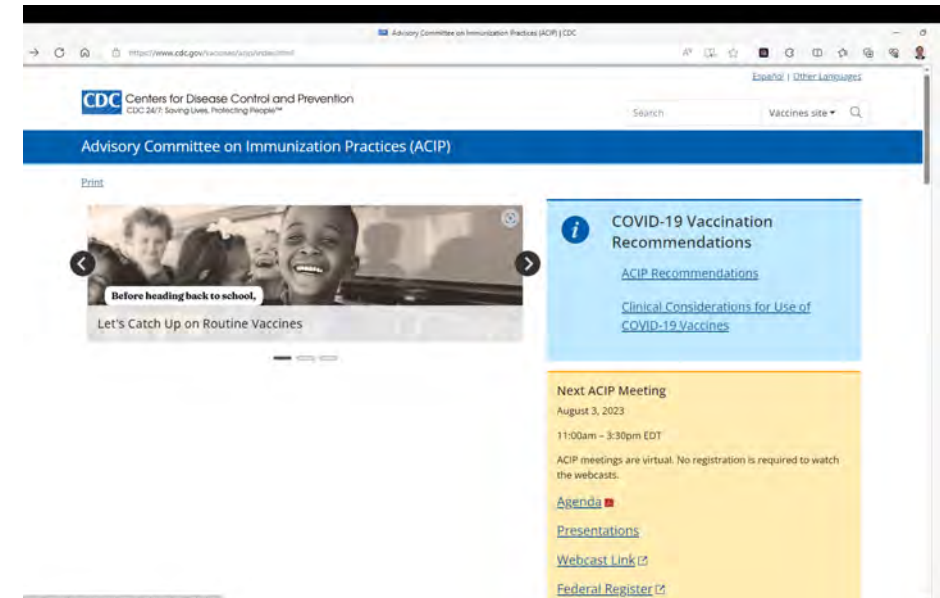 Advisory Committee on Immunization Practices (ACIP) | CDC
https://www.cdc.gov/vaccines/acip/index.html
Español | Other Languages
CDC
Centers for Disease Control and Prevention
CDC 24/7: Saving Lives, Protecting People™
Search
Vaccines site
Advisory Committee on Immunization Practices (ACIP)
Print
Before heading back to school,
Let's Catch Up on Routine Vaccines
COVID-19 Vaccination
Recommendations
ACIP Recommendations
Clinical Considerations for Use of
COVID-19 Vaccines
Next ACIP Meeting
August 3, 2023
11:00am – 3:30pm EDT
ACIP meetings are virtual. No registration is required to watch
the webcasts.
Agenda
Presentations
Webcast Link
Federal Register